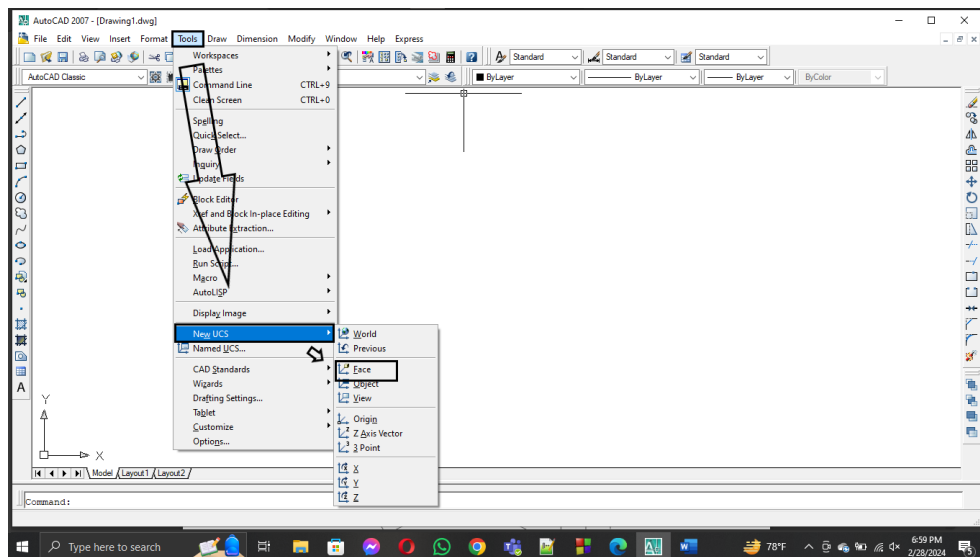 AutoCAD 2007 - [Drawing1.dwg]
File Edit View Insert Format Tools Draw Dimension Modify Window Help Express
Standard Standard Standard
AutoCAD Classic ByLayer ByLayer ByLayer ByColor
Workspaces
Palettes
Command Line CTRL+9
Clean Screen CTRL+0
Spelling
Quick Select...
Draw Order
Inquiry
Update Fields
Block Editor
Xref and Block In-place Editing
Attribute Extraction...
Load Application...
Run Script...
Macro
AutoLISP
Display Image
New UCS
Named UCS...
CAD Standards
Wizards
Drafting Settings...
Tablet
Customize
Options...
World
Previous
Face
Object
View
Origin
Z Axis Vector
3 Point
X
Y
Z
A
Y
X
Model Layout1 Layout2
Command:
Type here to search
78°F
6:59 PM
2/28/2024